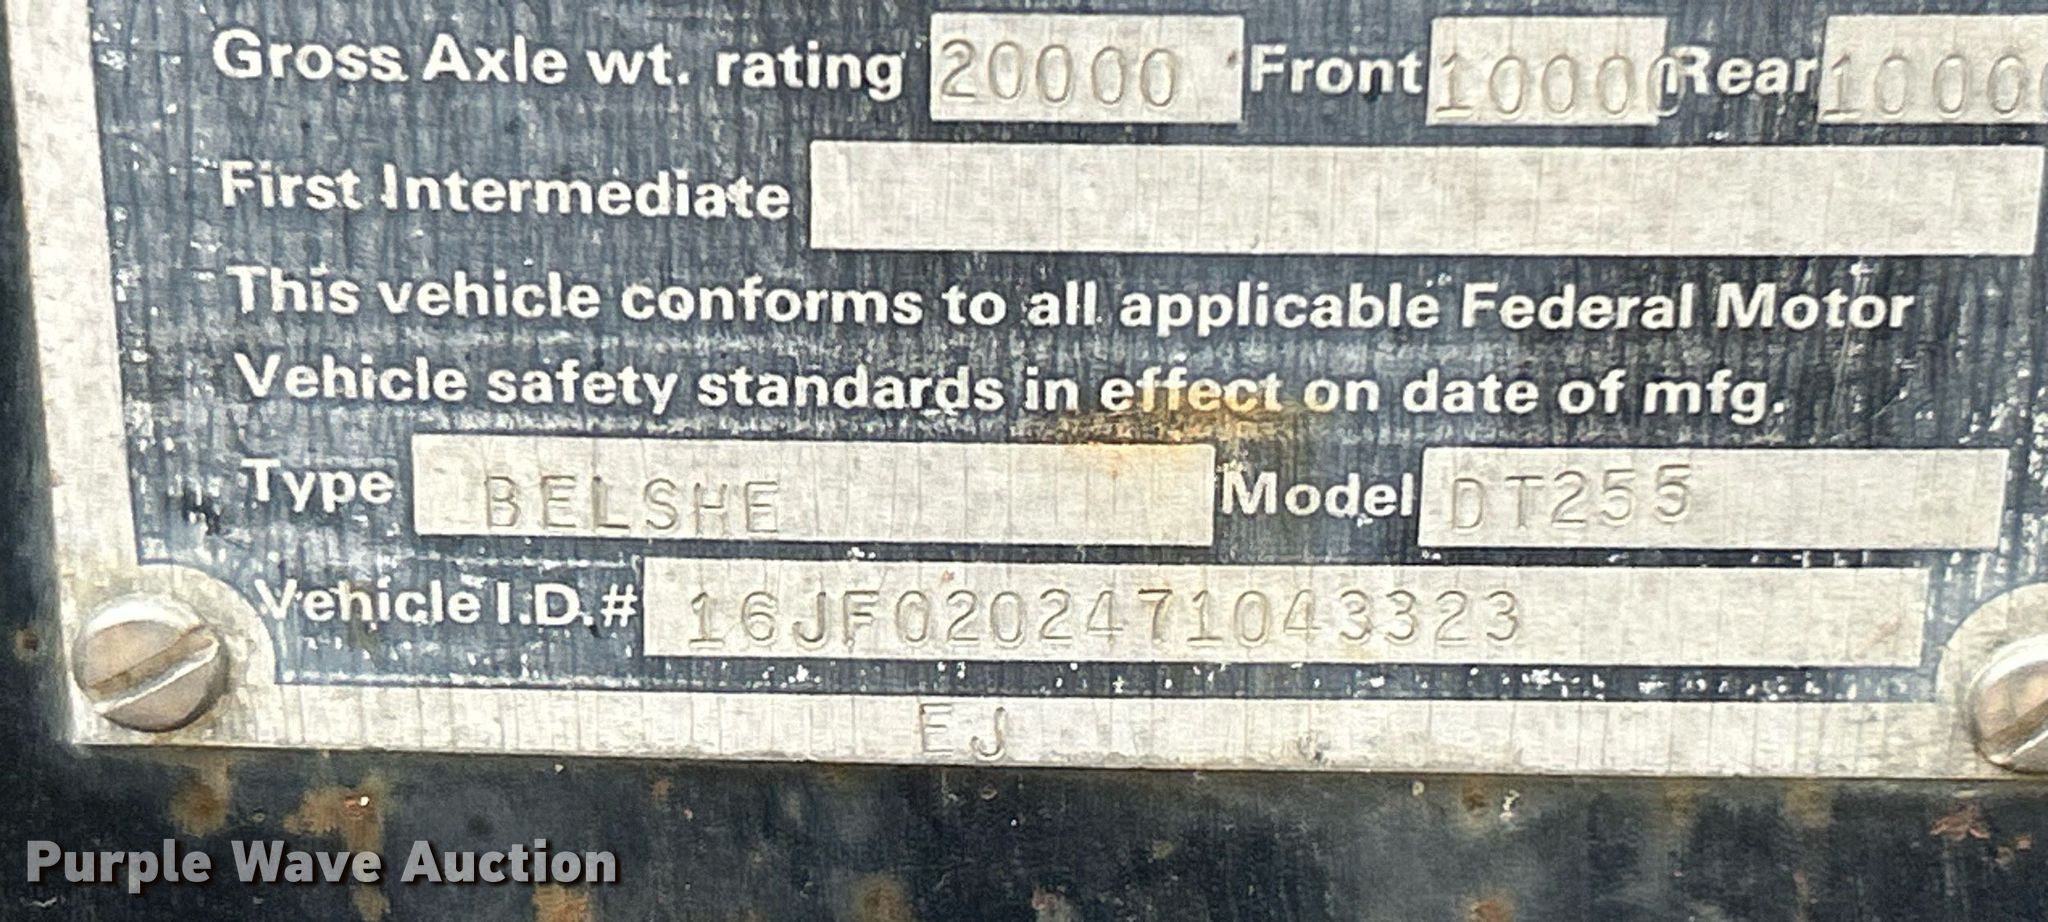 Gross Axle wt. rating 20000 Front 10000 Rear 10000
First Intermediate
This vehicle conforms to all applicable Federal Motor
Vehicle safety standards in effect on date of mfg.
Type BELSHE Model DT255
Vehicle I.D.# 16JF0202471043323
EJ
Purple Wave Auction